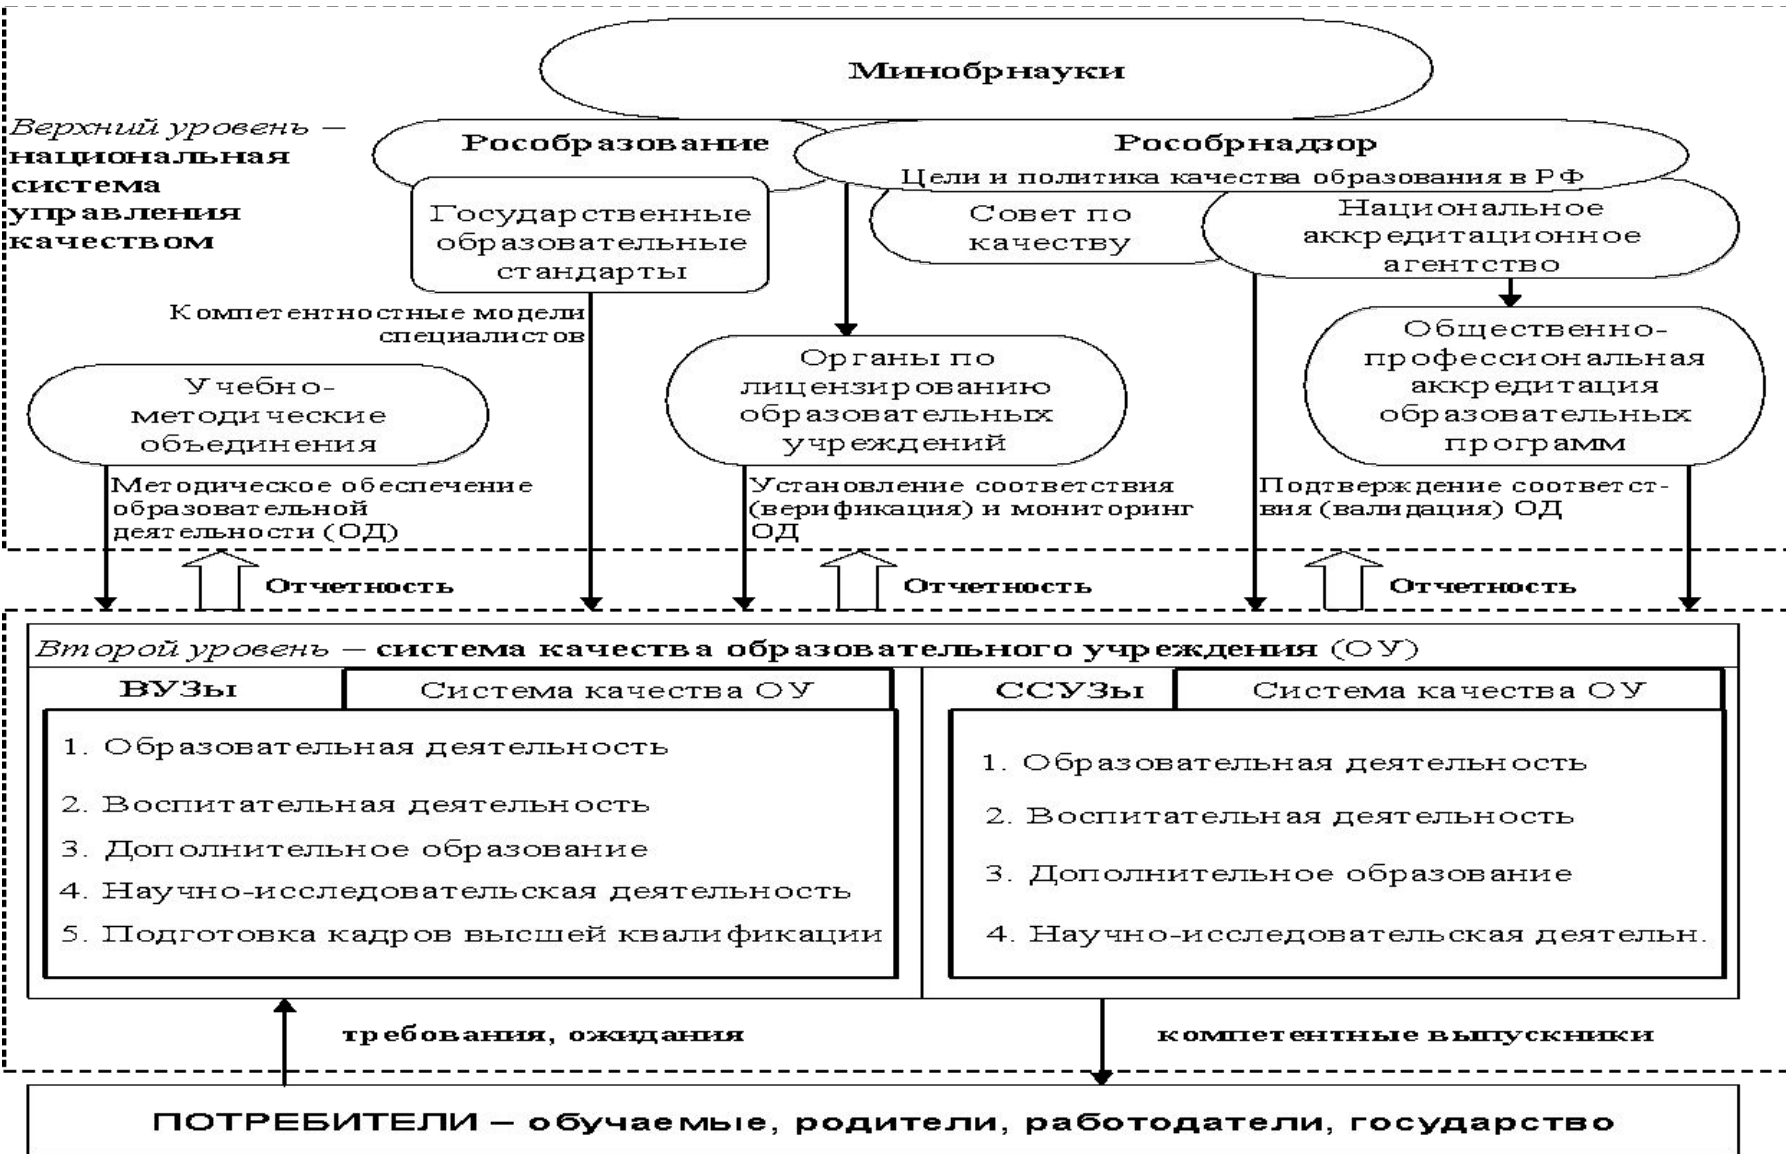 Минобрнауки
Верхний уровень –
национальная
система
управления
качеством
Рособразование
Рособрнадзор
Цели и политика качества образования в РФ
Государственные
образовательные
стандарты
Совет по
качеству
Национальное
аккредитационное
агентство
Компетентностные модели
специалистов
Учебно-
методические
объединения
Органы по
лицензированию
образовательных
учреждений
Общественно-
профессиональная
аккредитация
образовательных
программ
Методическое обеспечение
образовательной
деятельности (ОД)
Установление соответствия
(верификация) и мониторинг
ОД
Подтверждение соответст-
вия (валидация) ОД
Отчетность
Отчетность
Отчетность
Второй уровень – система качества образовательного учреждения (ОУ)
ВУЗы
Система качества ОУ
1. Образовательная деятельность
2. Воспитательная деятельность
3. Дополнительное образование
4. Научно-исследовательская деятельность
5. Подготовка кадров высшей квалификации
ССУЗы
Система качества ОУ
1. Образовательная деятельность
2. Воспитательная деятельность
3. Дополнительное образование
4. Научно-исследовательская деятельн.
требования, ожидания
компетентные выпускники
ПОТРЕБИТЕЛИ – обучаемые, родители, работодатели, государство